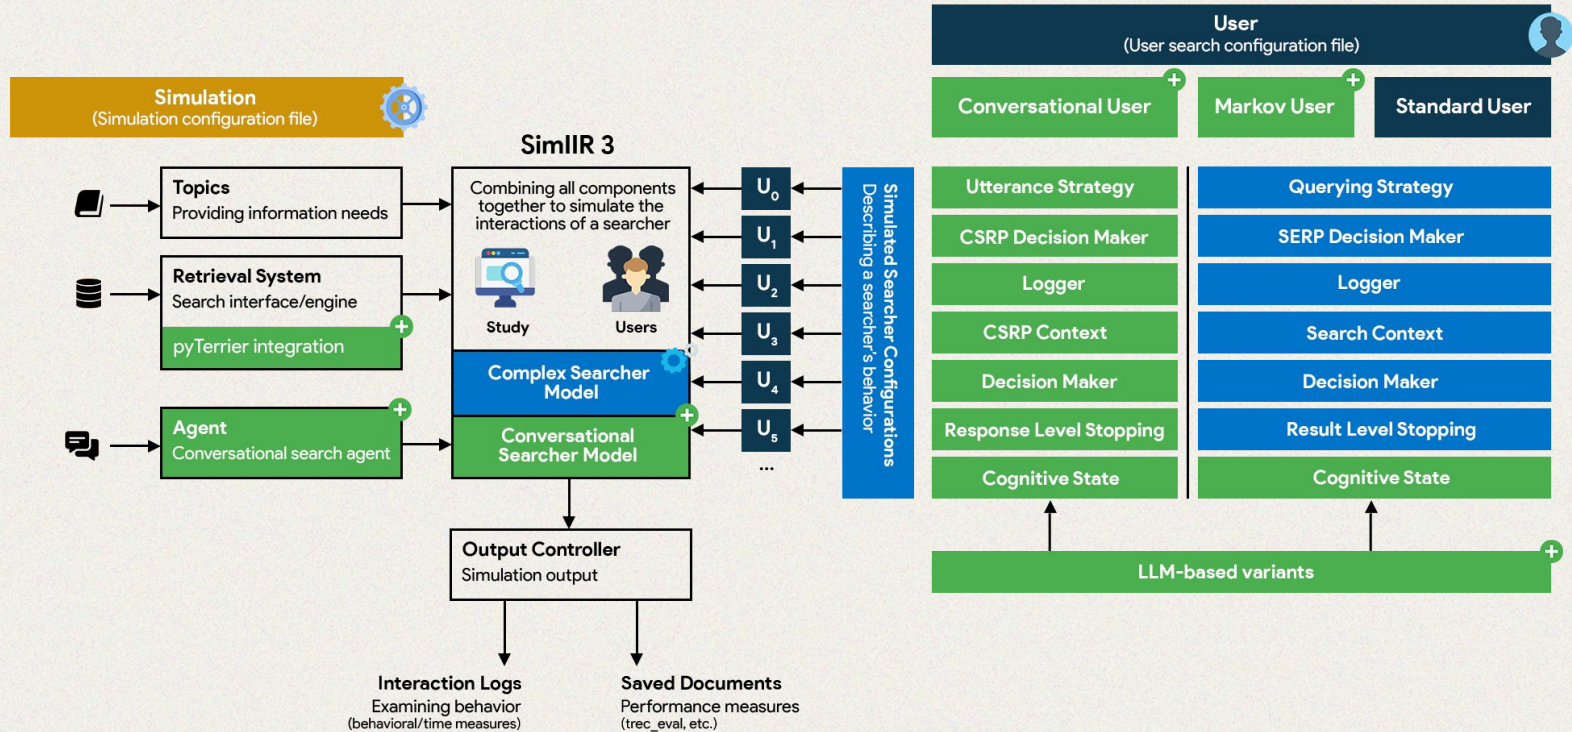 User
(User search configuration file)
Simulation
(Simulation configuration file)
Conversational User
Markov User
Standard User
SimIIR 3
Topics
Providing information needs
Combining all components
together to simulate the
interactions of a searcher
Study
Users
Retrieval System
Search interface/engine
pyTerrier integration
Complex Searcher
Model
Agent
Conversational search agent
Conversational
Searcher Model
U0
U1
U2
U3
U4
U5
...
Simulated Searcher Configurations
Describing a searcher's behavior
Utterance Strategy
CSRP Decision Maker
Logger
CSRP Context
Decision Maker
Response Level Stopping
Cognitive State
Querying Strategy
SERP Decision Maker
Logger
Search Context
Decision Maker
Result Level Stopping
Cognitive State
LLM-based variants
Output Controller
Simulation output
Interaction Logs
Examining behavior
(behavioral/time measures)
Saved Documents
Performance measures
(trec_eval, etc.)